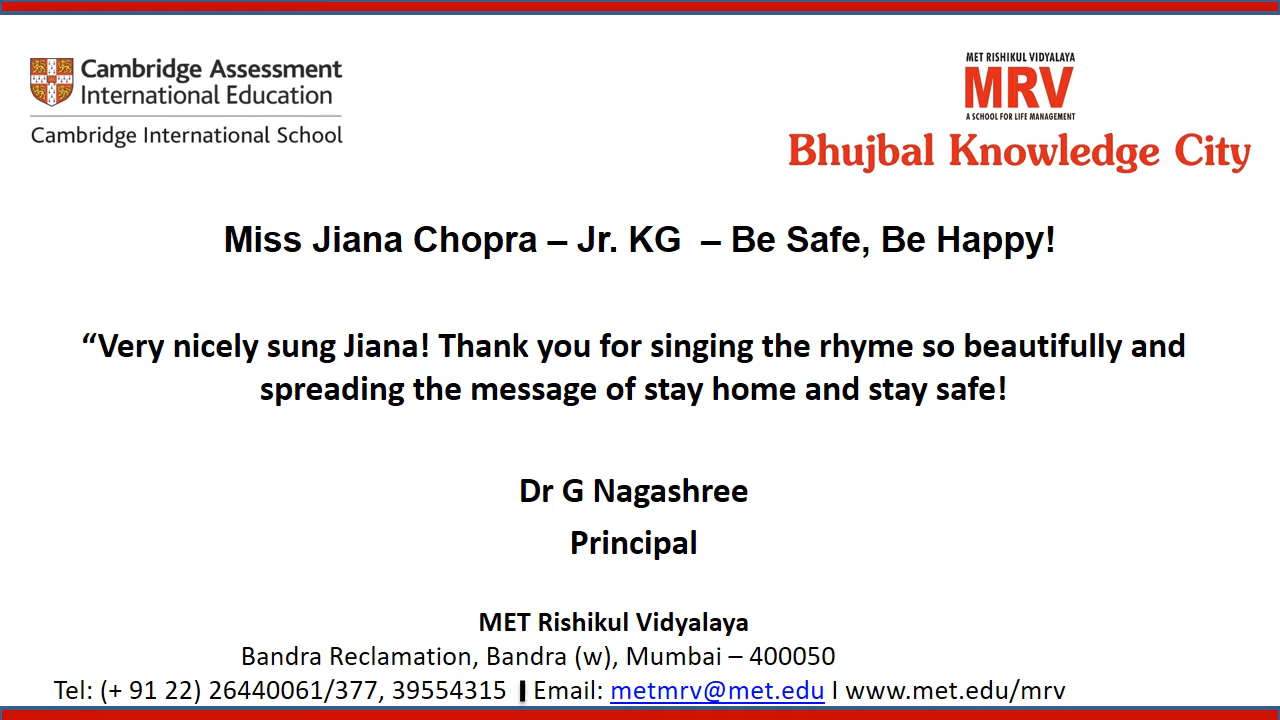 Cambridge Assessment
International Education
Cambridge International School
MET RISHIKUL VIDYALAYA
MRV
A SCHOOL FOR LIFE MANAGEMENT
Bhujbal Knowledge City
Miss Jiana Chopra – Jr. KG – Be Safe, Be Happy!
“Very nicely sung Jiana! Thank you for singing the rhyme so beautifully and
spreading the message of stay home and stay safe!
Dr G Nagashree
Principal
MET Rishikul Vidyalaya
Bandra Reclamation, Bandra (w), Mumbai – 400050
Tel: (+ 91 22) 26440061/377, 39554315 I Email: metmrv@met.edu I www.met.edu/mrv